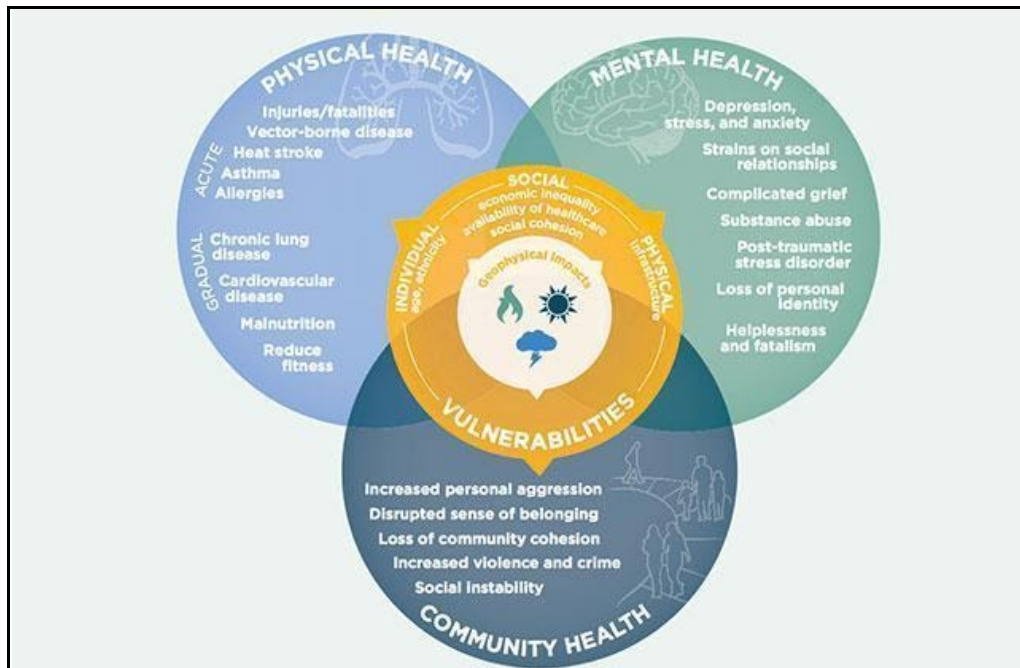 PHYSICAL HEALTH
ACUTE
Injuries/fatalities
Vector-borne disease
Heat stroke
Asthma
Allergies
GRADUAL
Chronic lung
disease
Cardiovascular
disease
Malnutrition
Reduce
fitness
MENTAL HEALTH
Depression,
stress, and anxiety
Strains on social
relationships
Complicated grief
Substance abuse
Post-traumatic
stress disorder
Loss of personal
identity
Helplessness
and fatalism
SOCIAL
economic inequality
availability of healthcare
social cohesion
INDIVIDUAL
age, ethnicity
PHYSICAL
infrastructure
Geophysical Impacts
VULNERABILITIES
Increased personal aggression
Disrupted sense of belonging
Loss of community cohesion
Increased violence and crime
Social instability
COMMUNITY HEALTH